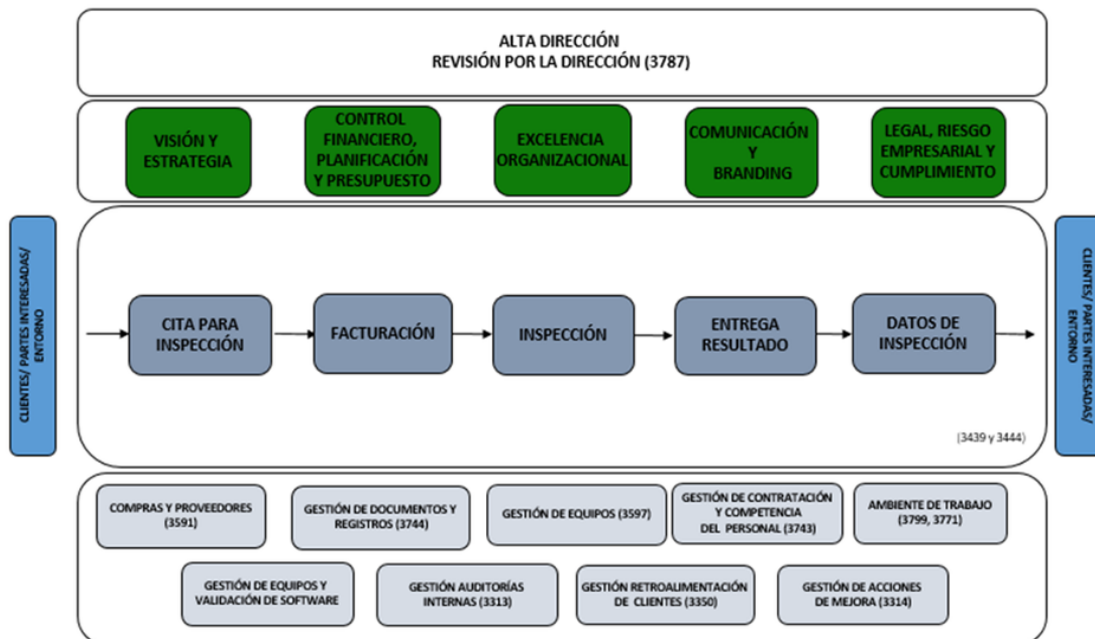 ALTA DIRECCIÓN
REVISIÓN POR LA DIRECCIÓN (3787)
VISIÓN Y
ESTRATEGIA
CONTROL
FINANCIERO,
PLANIFICACIÓN
Y PRESUPUESTO
EXCELENCIA
ORGANIZACIONAL
COMUNICACIÓN
Y
BRANDING
LEGAL, RIESGO
EMPRESARIAL Y
CUMPLIMIENTO
CLIENTES/ PARTES INTERESADAS/
ENTORNO
CITA PARA
INSPECCIÓN
FACTURACIÓN
INSPECCIÓN
ENTREGA
RESULTADO
DATOS DE
INSPECCIÓN
(3439 y 3444)
CLIENTES/ PARTES INTERESADAS/
ENTORNO
COMPRAS Y PROVEEDORES
(3591)
GESTIÓN DE DOCUMENTOS Y
REGISTROS (3744)
GESTIÓN DE EQUIPOS (3597)
GESTIÓN DE CONTRATACIÓN
Y COMPETENCIA
DEL PERSONAL (3743)
AMBIENTE DE TRABAJO
(3799, 3771)
GESTIÓN DE EQUIPOS Y
VALIDACIÓN DE SOFTWARE
GESTIÓN AUDITORÍAS
INTERNAS (3313)
GESTIÓN RETROALIMENTACIÓN
DE CLIENTES (3350)
GESTIÓN DE ACCIONES
DE MEJORA (3314)